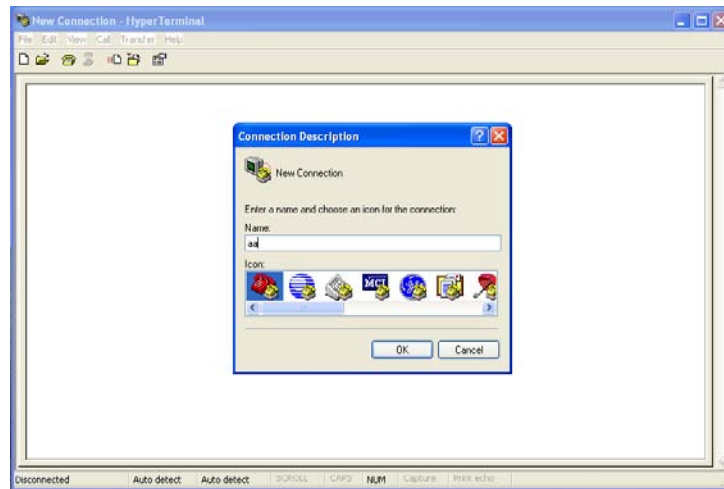 New Connection - HyperTerminal
File Edit View Call Transfer Help
Connection Description
New Connection
Enter a name and choose an icon for the connection:
Name:
aa
Icon:
MCI
OK Cancel
Disconnected Auto detect Auto detect SCROLL CAPS NUM Capture Print echo